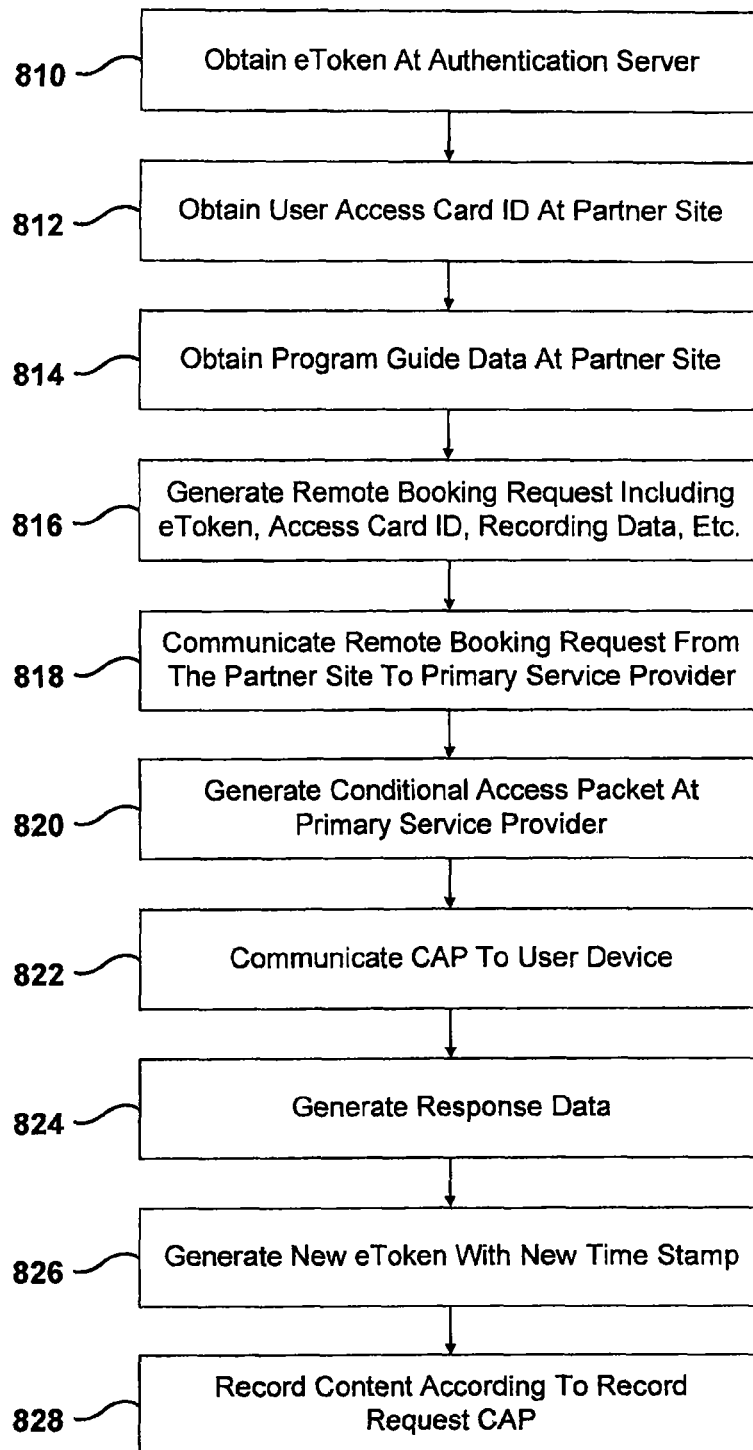 810
Obtain eToken At Authentication Server
812
Obtain User Access Card ID At Partner Site
814
Obtain Program Guide Data At Partner Site
816
Generate Remote Booking Request Including
eToken, Access Card ID, Recording Data, Etc.
818
Communicate Remote Booking Request From
The Partner Site To Primary Service Provider
820
Generate Conditional Access Packet At
Primary Service Provider
822
Communicate CAP To User Device
824
Generate Response Data
826
Generate New eToken With New Time Stamp
828
Record Content According To Record
Request CAP